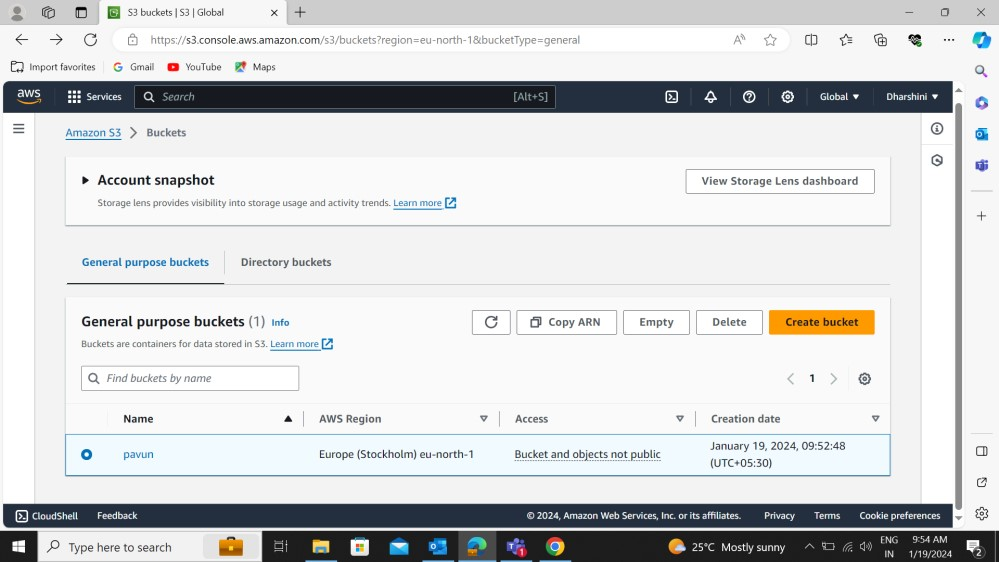 S3 buckets | S3 | Global
https://s3.console.aws.amazon.com/s3/buckets?region=eu-north-1&bucketType=general
Import favorites Gmail YouTube Maps
aws Services Search [Alt+S] Global Dharshini
Amazon S3 > Buckets
Account snapshot View Storage Lens dashboard
Storage lens provides visibility into storage usage and activity trends. Learn more
General purpose buckets Directory buckets
General purpose buckets (1) Info Copy ARN Empty Delete Create bucket
Buckets are containers for data stored in S3. Learn more
Find buckets by name 1
Name AWS Region Access Creation date
pavun Europe (Stockholm) eu-north-1 Bucket and objects not public January 19, 2024, 09:52:48
(UTC+05:30)
CloudShell Feedback © 2024, Amazon Web Services, Inc. or its affiliates. Privacy Terms Cookie preferences
Type here to search 25°C Mostly sunny ENG 9:54 AM
IN 1/19/2024 2